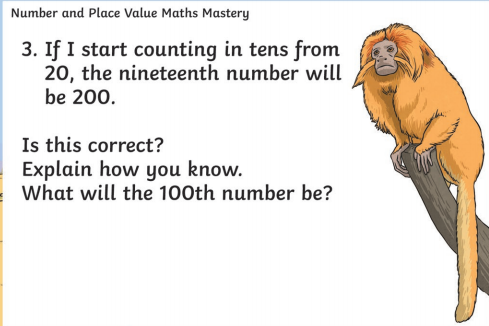 Number and Place Value Maths Mastery
3. If I start counting in tens from
20, the nineteenth number will
be 200.
Is this correct?
Explain how you know.
What will the 100th number be?